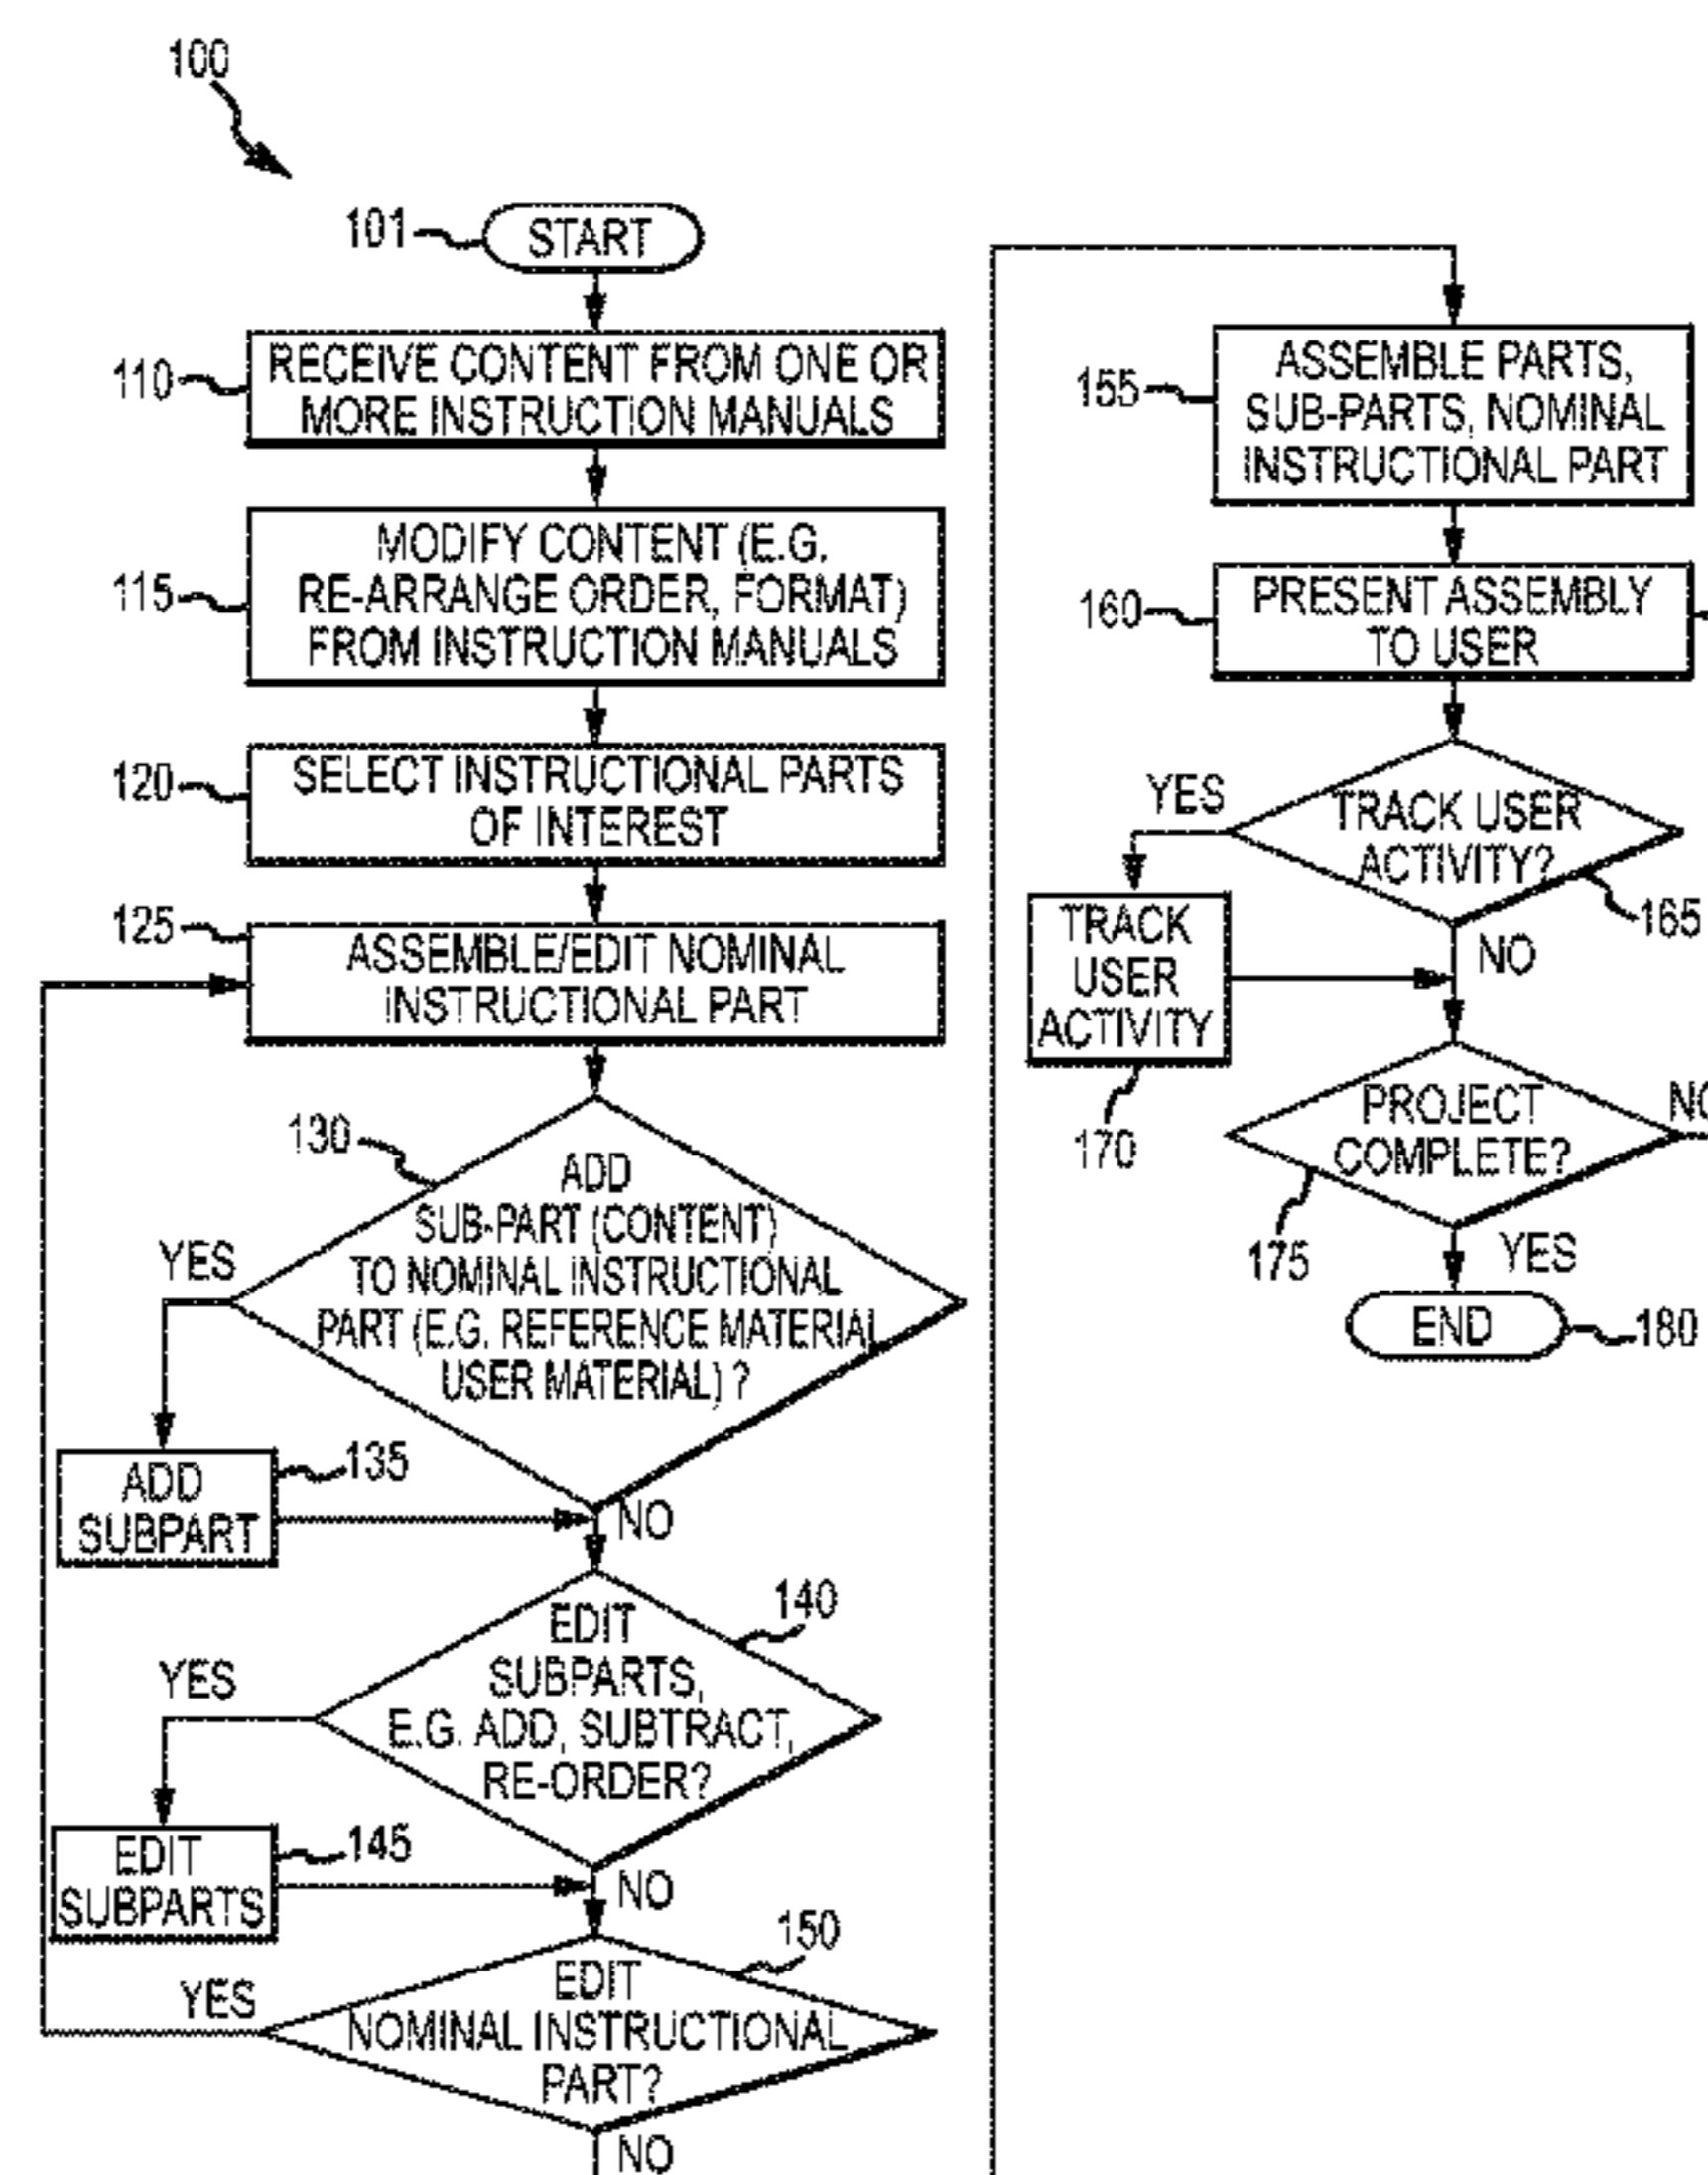 100
101
START
110
RECEIVE CONTENT FROM ONE OR
MORE INSTRUCTION MANUALS
115
MODIFY CONTENT (E.G.
RE-ARRANGE ORDER, FORMAT)
FROM INSTRUCTION MANUALS
120
SELECT INSTRUCTIONAL PARTS
OF INTEREST
125
ASSEMBLE/EDIT NOMINAL
INSTRUCTIONAL PART
130
ADD
SUB-PART (CONTENT)
TO NOMINAL INSTRUCTIONAL
PART (E.G. REFERENCE MATERIAL
USER MATERIAL) ?
YES
135
ADD
SUBPART
NO
140
EDIT
SUBPARTS,
E.G. ADD, SUBTRACT,
RE-ORDER?
YES
145
EDIT
SUBPARTS
NO
150
EDIT
NOMINAL INSTRUCTIONAL
PART?
YES
NO
155
ASSEMBLE PARTS,
SUB-PARTS, NOMINAL
INSTRUCTIONAL PART
160
PRESENT ASSEMBLY
TO USER
YES
TRACK USER
ACTIVITY?
165
TRACK
USER
ACTIVITY
170
NO
PROJECT
COMPLETE?
NO
175
YES
END
180